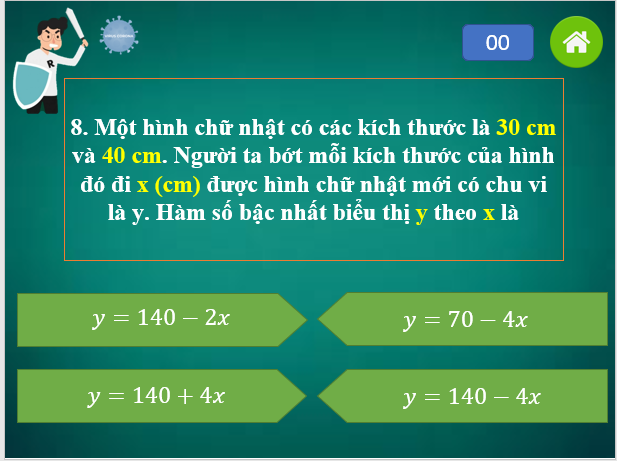 R
00
8. Một hình chữ nhật có các kích thước là 30 cm
và 40 cm. Người ta bớt mỗi kích thước của hình
đó đi x (cm) được hình chữ nhật mới có chu vi
là y. Hàm số bậc nhất biểu thị y theo x là
y = 140 − 2x
y = 70 − 4x
y = 140 + 4x
y = 140 − 4x